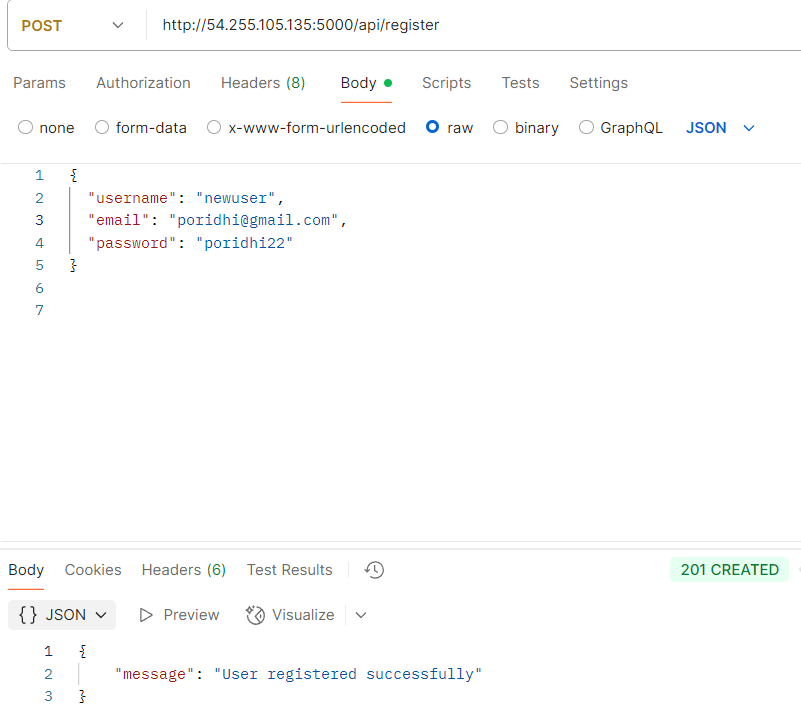 POST http://54.255.105.135:5000/api/register
Params Authorization Headers (8) Body Scripts Tests Settings
none form-data x-www-form-urlencoded raw binary GraphQL JSON
1 {
2 "username": "newuser",
3 "email": "poridhi@gmail.com",
4 "password": "poridhi22"
5 }
6
7
Body Cookies Headers (6) Test Results 201 CREATED
{} JSON Preview Visualize
1 {
2 "message": "User registered successfully"
3 }